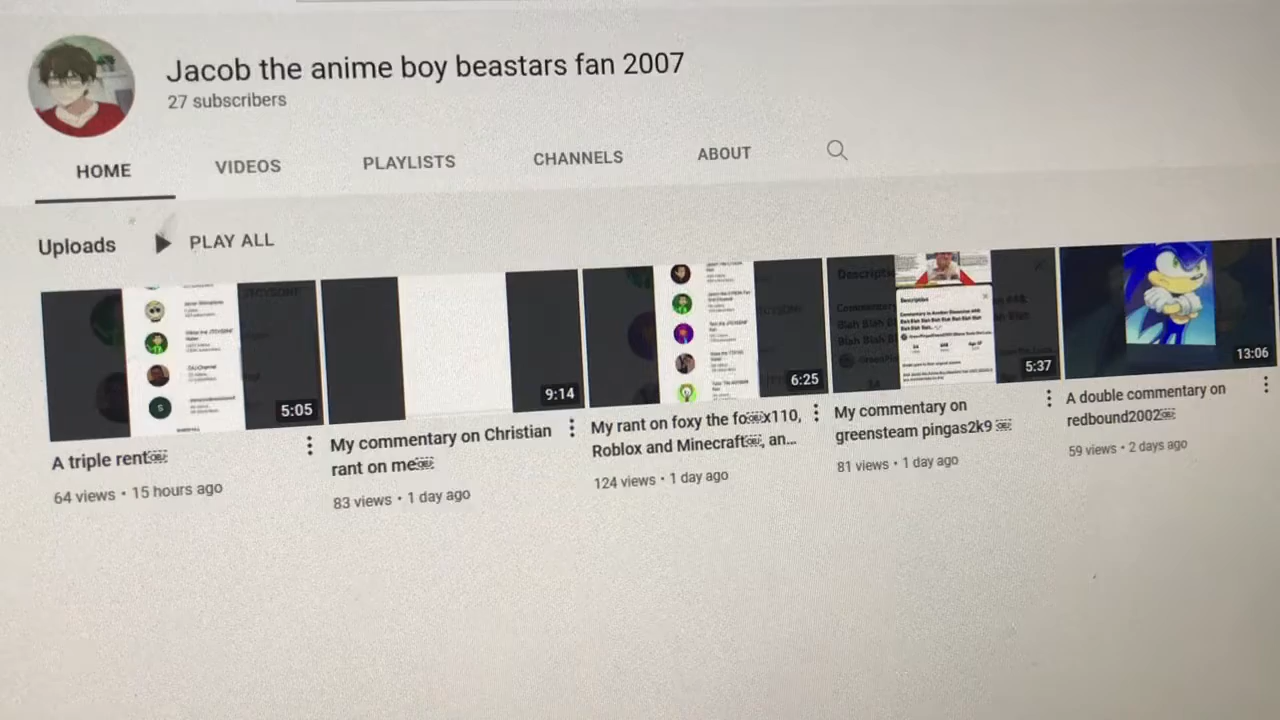 Jacob the anime boy beastars fan 2007
27 subscribers
HOME VIDEOS PLAYLISTS CHANNELS ABOUT
Uploads PLAY ALL
5:05
9:14
6:25
Description
5:37
13:06
A triple rent
64 views • 15 hours ago
My commentary on Christian
rant on me
83 views • 1 day ago
My rant on foxy the fo￼x110,
Roblox and Minecraft￼, an...
124 views • 1 day ago
My commentary on
greensteam pingas2k9 ￼
81 views • 1 day ago
A double commentary on
redbound2002￼
59 views • 2 days ago